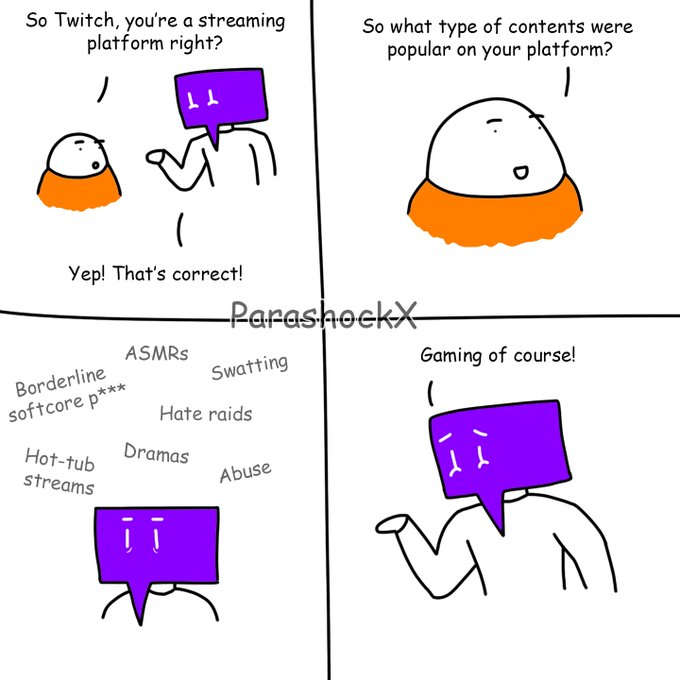 So Twitch, you're a streaming
platform right?
Yep! That's correct!
So what type of contents were
popular on your platform?
ParashockX
ASMRs
Swatting
Borderline
softcore p***
Hate raids
Hot-tub
streams
Dramas
Abuse
Gaming of course!